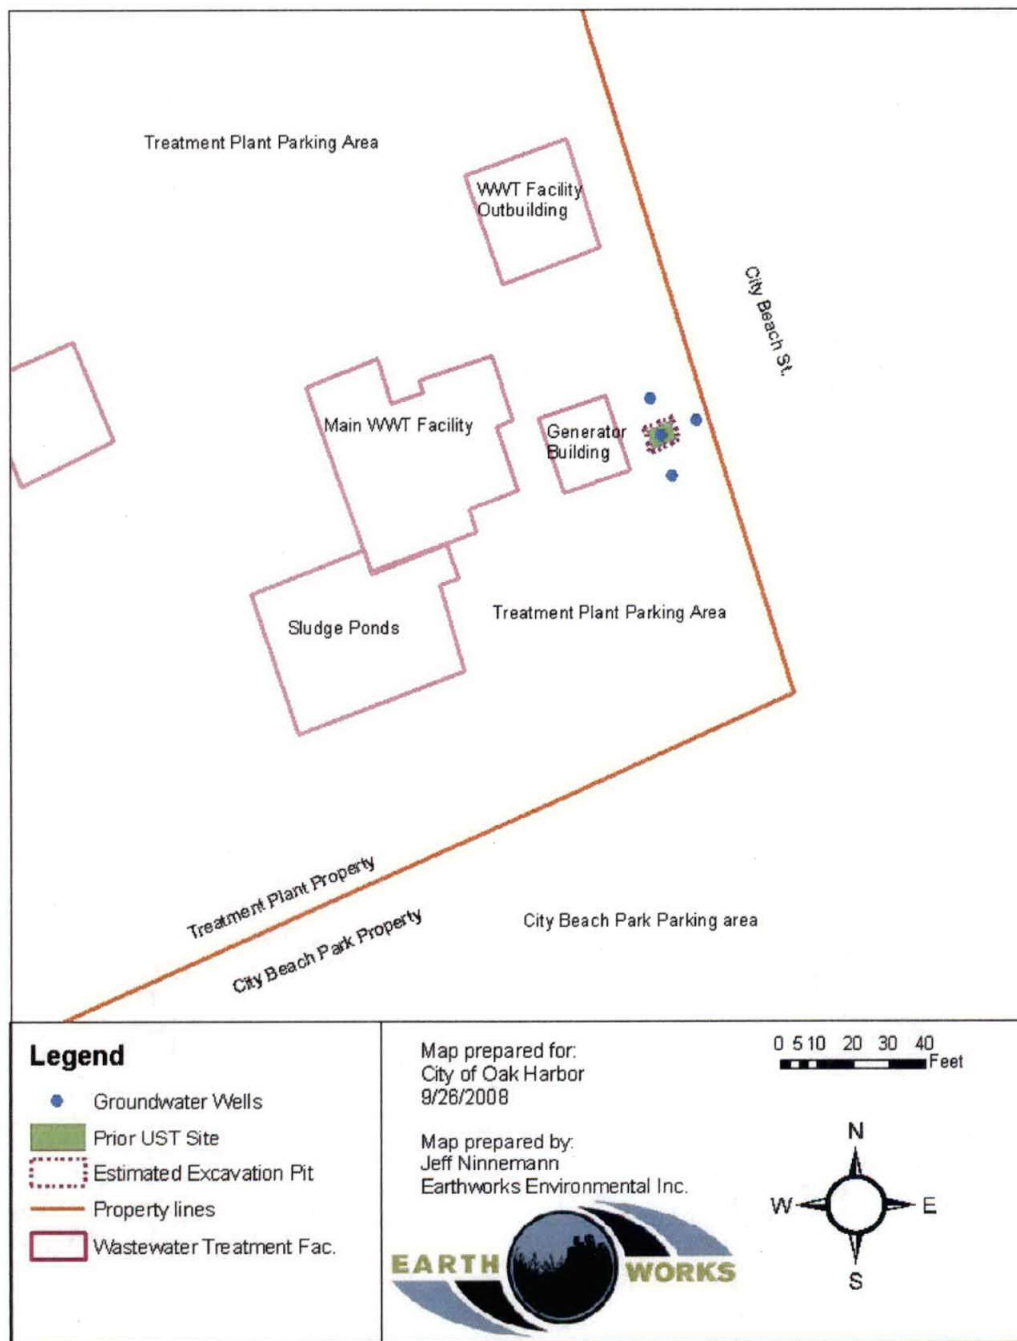 Treatment Plant Parking Area
WWT Facility
Outbuilding
City Beach St.
Main WWT Facility
Generator
Building
Treatment Plant Parking Area
Sludge Ponds
Treatment Plant Property
City Beach Park Property
City Beach Park Parking area
Legend
Groundwater Wells
Prior UST Site
Estimated Excavation Pit
Property lines
Wastewater Treatment Fac.
Map prepared for:
City of Oak Harbor
9/26/2008
Map prepared by:
Jeff Ninnemann
Earthworks Environmental Inc.
EARTH WORKS
0 5 10 20 30 40
Feet
N
W E
S